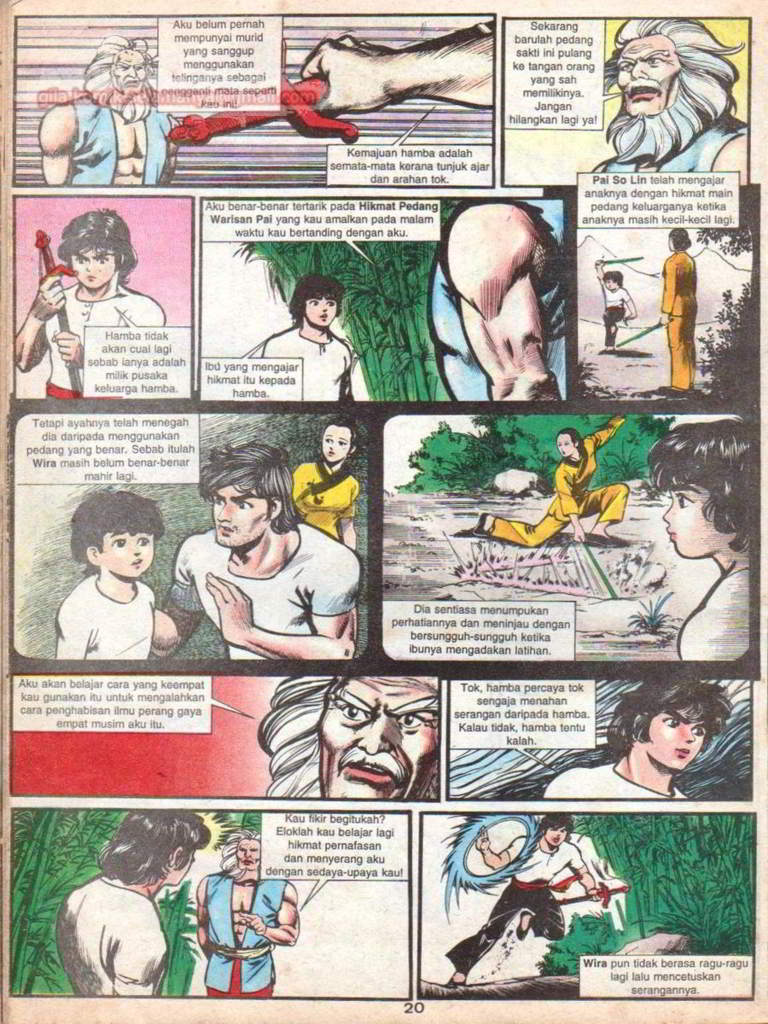 Aku belum pernah
mempunyai murid
yang sanggup
menggunakan
telinganya sebagai
pengganti mata seperti
kau ini!
Kemajuan hamba adalah
semata-mata kerana tunjuk ajar
dan arahan tok.
Sekarang
barulah pedang
sakti ini pulang
ke tangan orang
yang sah
memilikinya.
Jangan
hilangkan lagi ya!
Hamba tidak
akan cuai lagi
sebab ianya adalah
milik pusaka
keluarga hamba.
Aku benar-benar tertarik pada Hikmat Pedang
Warisan Pai yang kau amalkan pada malam
waktu kau bertanding dengan aku.
Ibu yang mengajar
hikmat itu kepada
hamba.
Pai So Lin telah mengajar
anaknya dengan hikmat main
pedang keluarganya ketika
anaknya masih kecil-kecil lagi.
Tetapi ayahnya telah menegah
dia daripada menggunakan
pedang yang benar. Sebab itulah
Wira masih belum benar-benar
mahir lagi.
Dia sentiasa menumpukan
perhatiannya dan meninjau dengan
bersungguh-sungguh ketika
ibunya mengadakan latihan.
Aku akan belajar cara yang keempat
kau gunakan itu untuk mengalahkan
cara penghabisan ilmu perang gaya
empat musim aku itu.
Tok, hamba percaya tok
sengaja menahan
serangan daripada hamba.
Kalau tidak, hamba tentu
kalah.
Kau fikir begitukah?
Eloklah kau belajar lagi
hikmat pernafasan
dan menyerang aku
dengan sedaya-upaya kau!
Wira pun tidak berasa ragu-ragu
lagi lalu mencetuskan
serangannya.
20